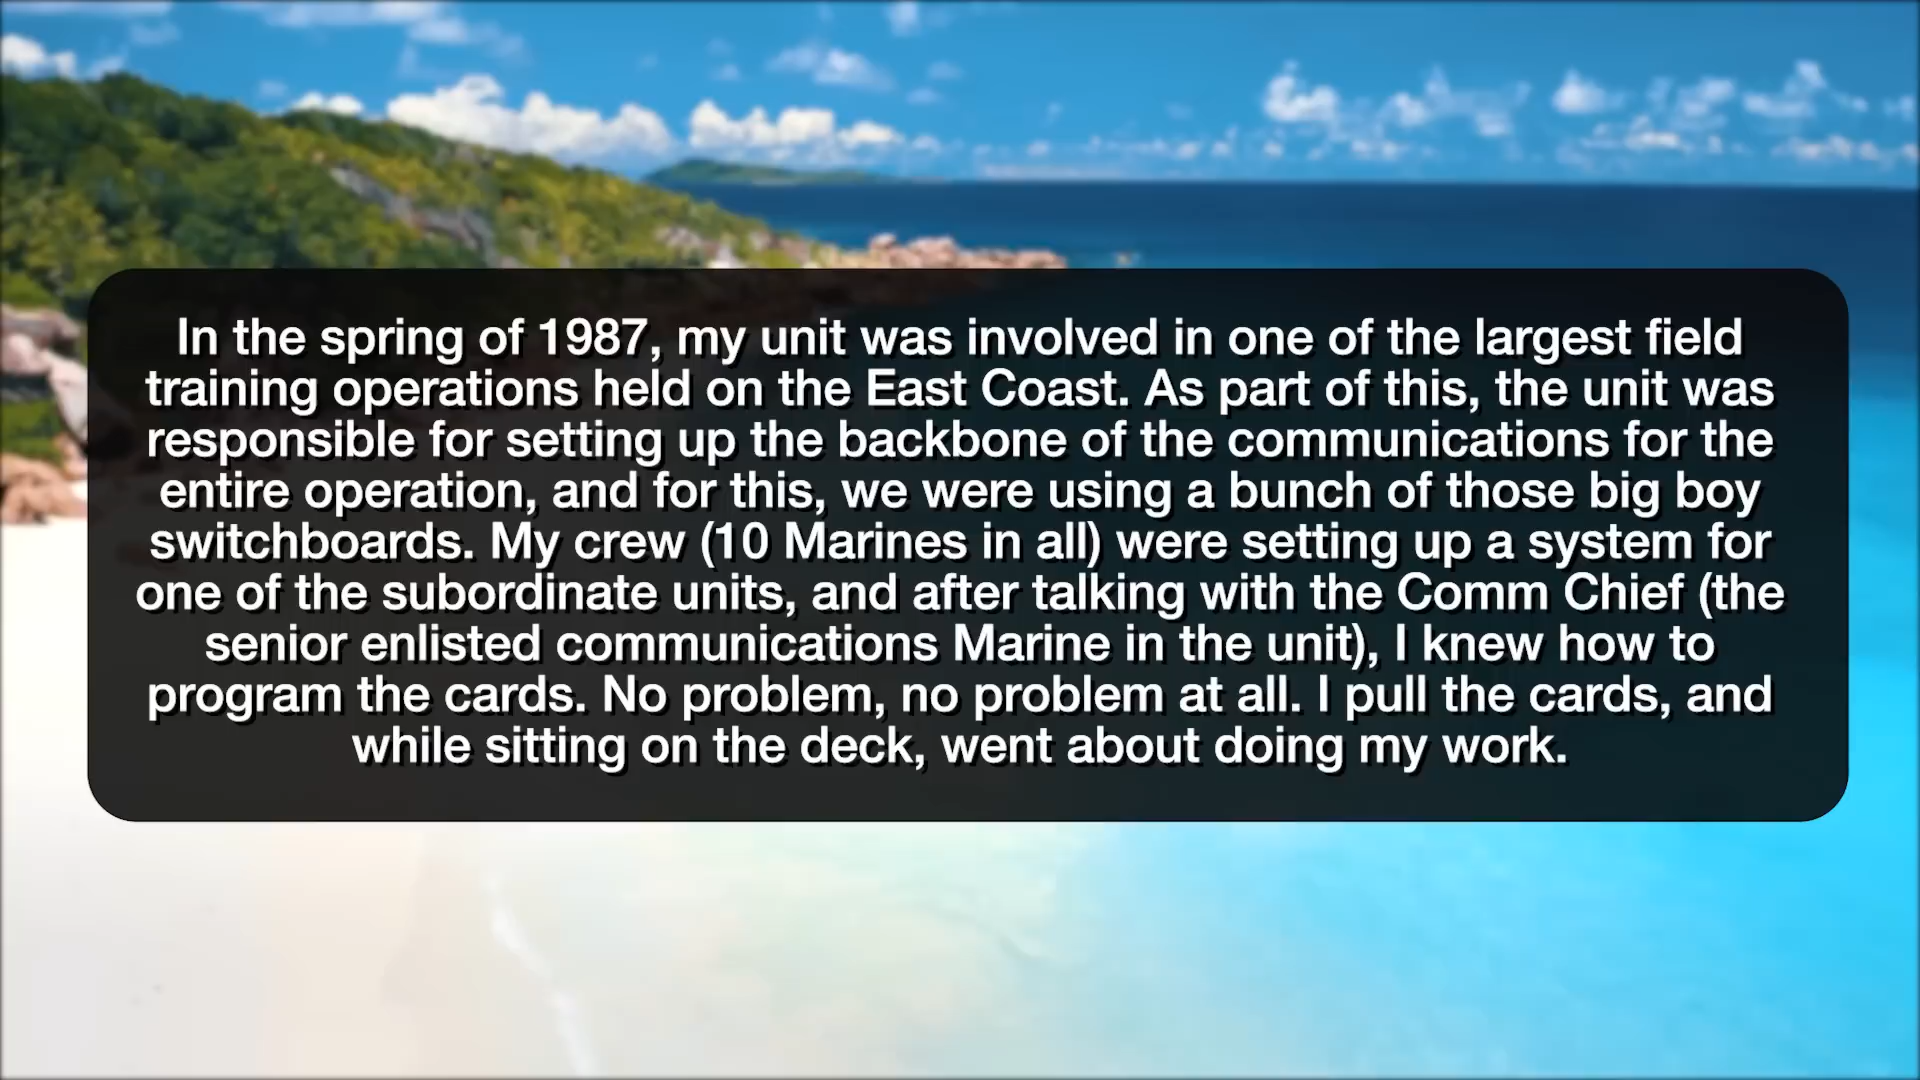 In the spring of 1987, my unit was involved in one of the largest field
training operations held on the East Coast. As part of this, the unit was
responsible for setting up the backbone of the communications for the
entire operation, and for this, we were using a bunch of those big boy
switchboards. My crew (10 Marines in all) were setting up a system for
one of the subordinate units, and after talking with the Comm Chief (the
senior enlisted communications Marine in the unit), I knew how to
program the cards. No problem, no problem at all. I pull the cards, and
while sitting on the deck, went about doing my work.